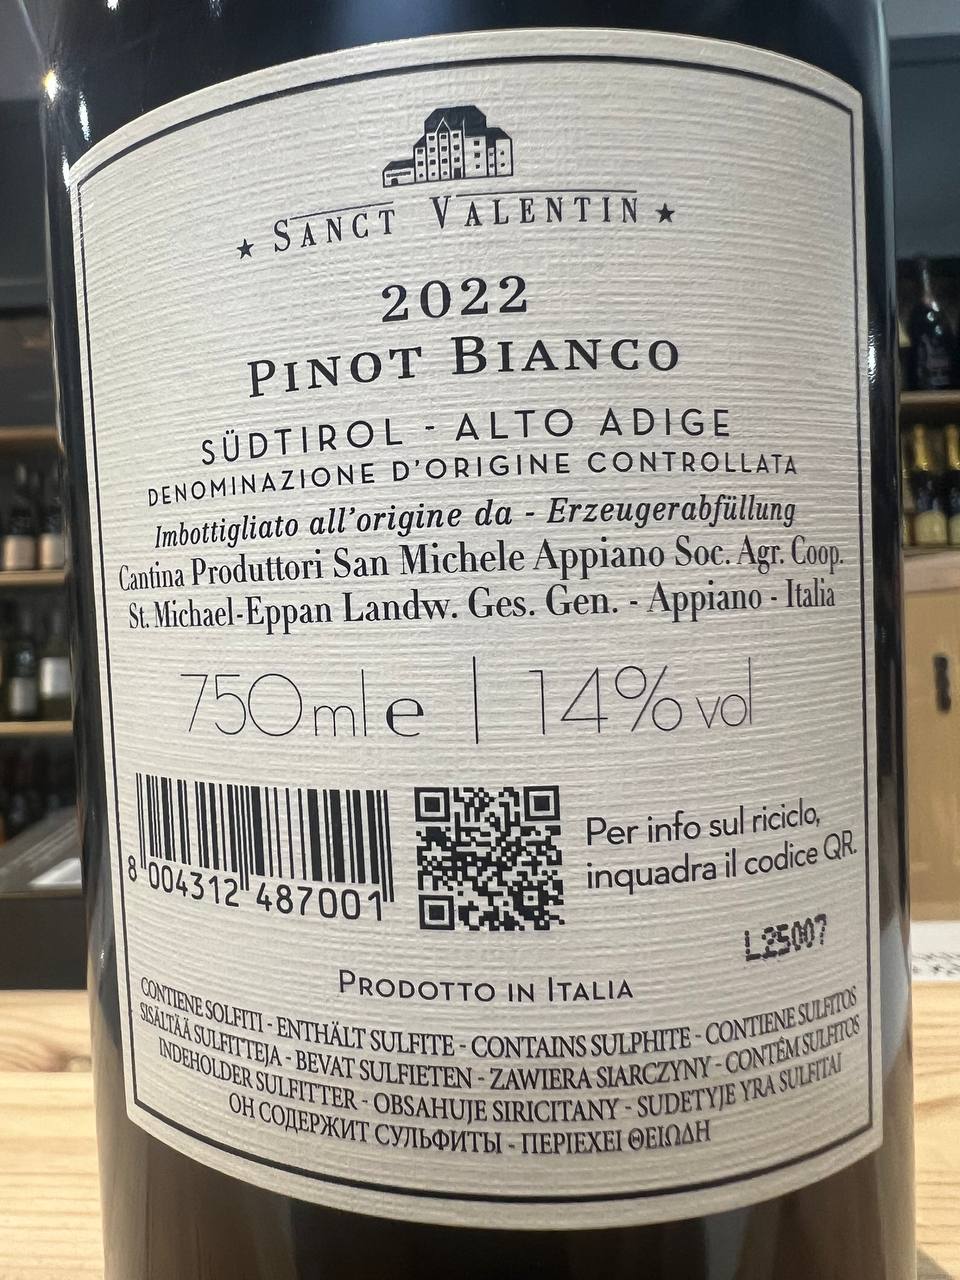 ★ SANCT VALENTIN ★
2022
PINOT BIANCO
SÜDTIROL - ALTO ADIGE
DENOMINAZIONE D'ORIGINE CONTROLLATA
Imbottigliato all'origine da - Erzeugerabfüllung
Cantina Produttori San Michele Appiano Soc. Agr. Coop.
St. Michael-Eppan Landw. Ges. Gen. - Appiano - Italia
750 ml e | 14% vol
Per info sul riciclo,
inquadra il codice QR.
8 004312 487001
L25007
PRODOTTO IN ITALIA
CONTIENE SOLFITI - ENTHÄLT SULFITE - CONTAINS SULPHITE - CONTIENE SULFITOS
SISÄLTÄÄ SULFITTEJA - BEVAT SULFIETEN - ZAWIERA SIARCZYNY - CONTÊM SULFITOS
INDEHOLDER SULFITTER - OBSAHUJE SIRICITANY - SUDETYJE YRA SULFITAI
ОН СОДЕРЖИТ СУЛЬФИТЫ - ΠΕΡΙΕΧΕΙ ΘΕΙΩΔΗ